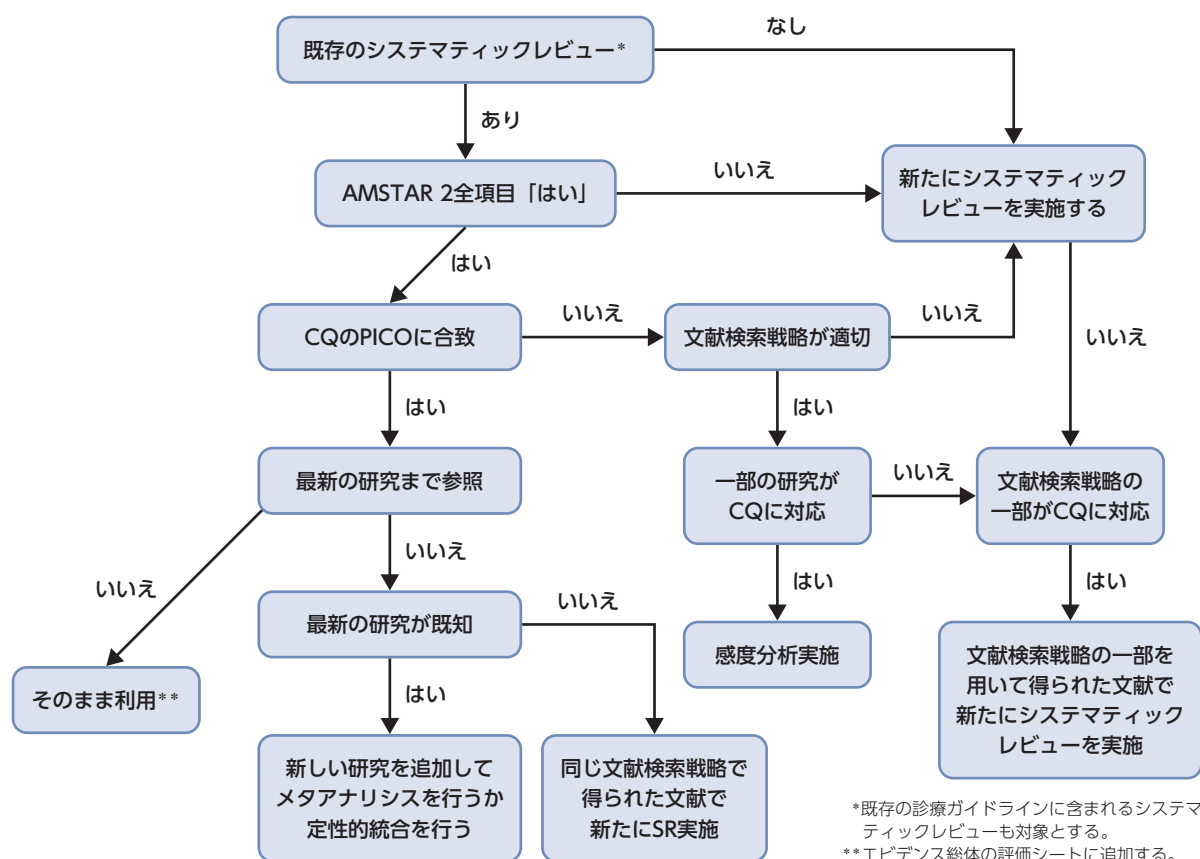 既存のシステマティックレビュー*
なし
あり
AMSTAR 2全項目「はい」
いいえ
新たにシステマティック
レビューを実施する
はい
CQのPICOに合致
いいえ
文献検索戦略が適切
いいえ
いいえ
はい
はい
最新の研究まで参照
一部の研究が
CQに対応
いいえ
文献検索戦略の
一部がCQに対応
いいえ
いいえ
はい
はい
最新の研究が既知
いいえ
感度分析実施
文献検索戦略の一部を
用いて得られた文献で
新たにシステマティック
レビューを実施
そのまま利用**
はい
新しい研究を追加して
メタアナリシスを行うか
定性的統合を行う
同じ文献検索戦略で
得られた文献で
新たにSR実施
*既存の診療ガイドラインに含まれるシステマ
ティックレビューも対象とする。
**エビデンス総体の評価シートに追加する。